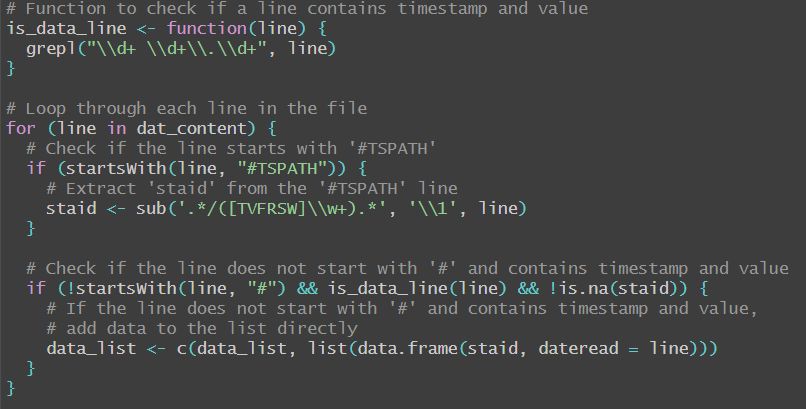 # Function to check if a line contains timestamp and value
is_data_line <- function(line) {
  grepl("\\d+ \\d+\\.\\d+", line)
}

# Loop through each line in the file
for (line in dat_content) {
  # Check if the line starts with '#TSPATH'
  if (startsWith(line, "#TSPATH")) {
    # Extract 'staid' from the '#TSPATH' line
    staid <- sub('.*/([TVFRSW]\\w+).*', '\\1', line)
  }

  # Check if the line does not start with '#' and contains timestamp and value
  if (!startsWith(line, "#") && is_data_line(line) && !is.na(staid)) {
    # If the line does not start with '#' and contains timestamp and value,
    # add data to the list directly
    data_list <- c(data_list, list(data.frame(staid, dateread = line)))
  }
}